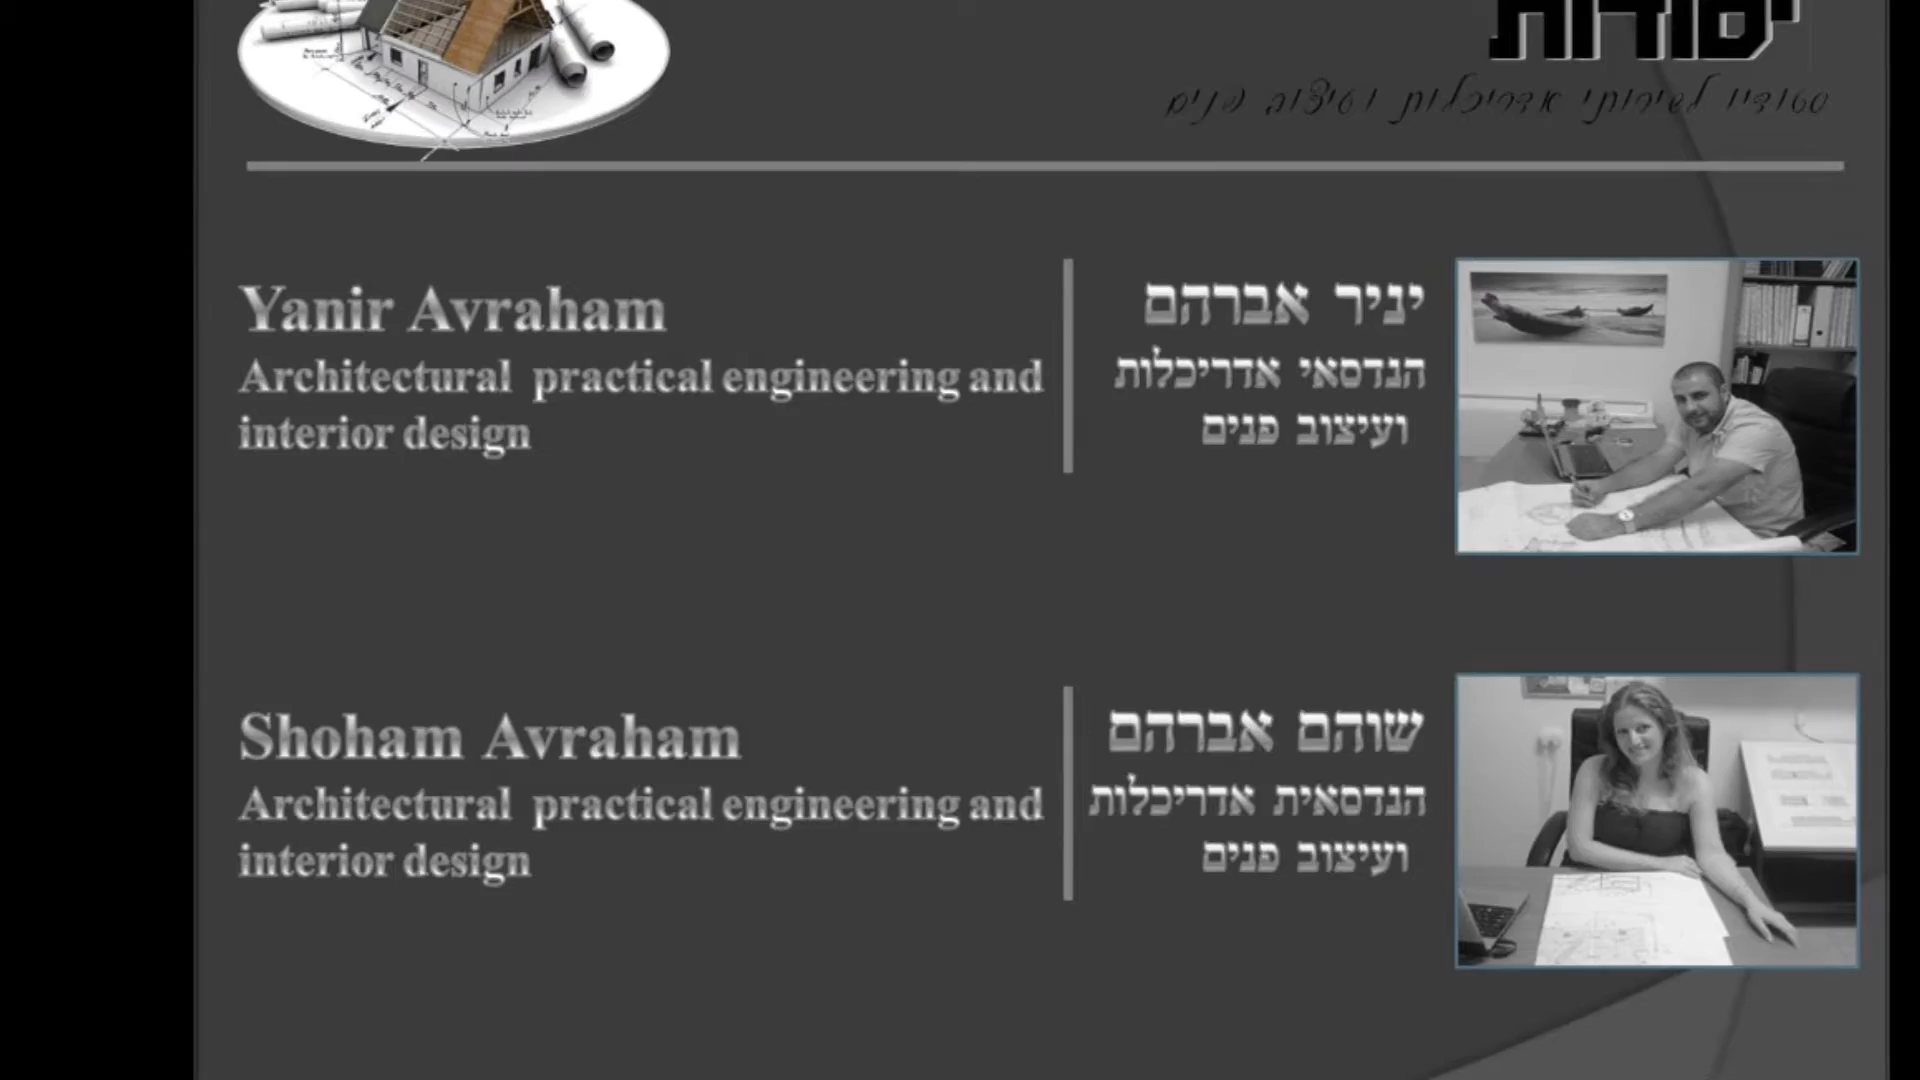 יסודות
סטודיו לשירותי אדריכלות ועיצוב פנים
Yanir Avraham
Architectural practical engineering and
interior design
יניר אברהם
הנדסאי אדריכלות
ועיצוב פנים
Shoham Avraham
Architectural practical engineering and
interior design
שוהם אברהם
הנדסאית אדריכלות
ועיצוב פנים